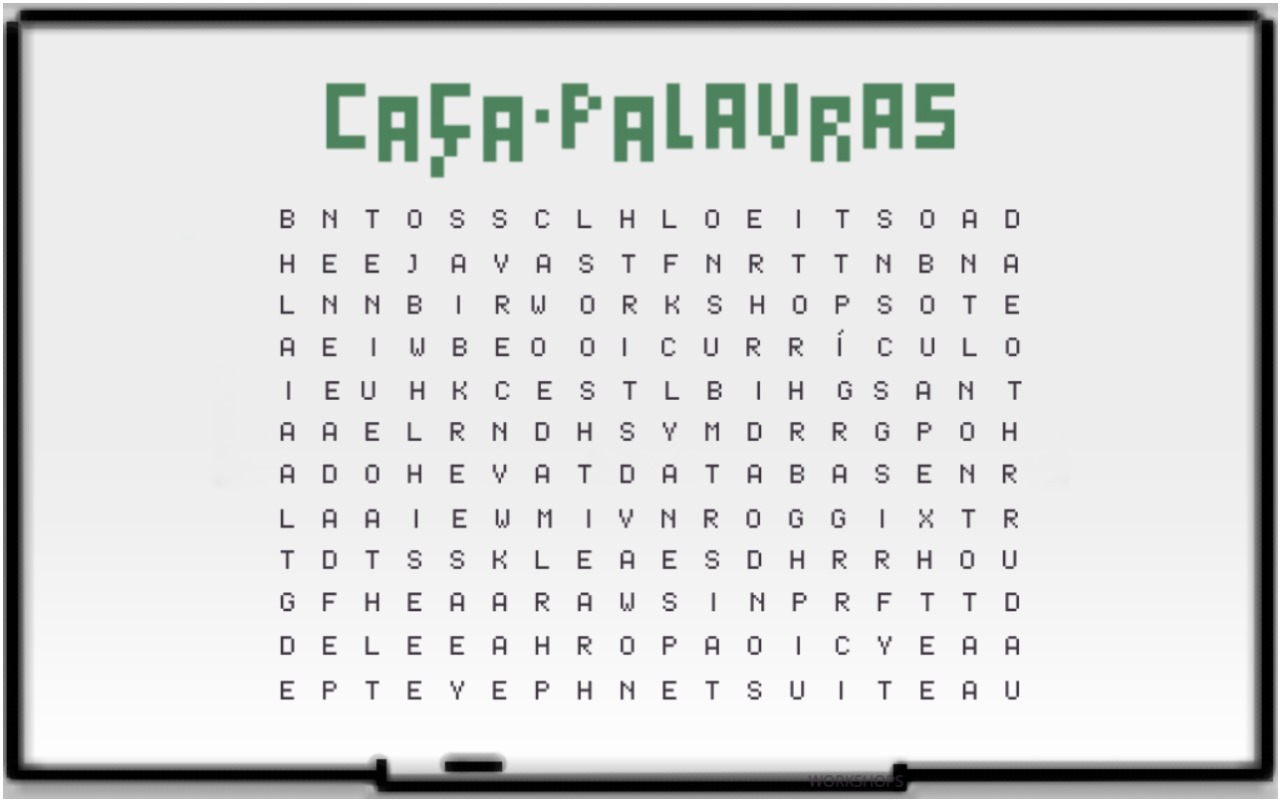 CAÇA-PALAVRAS
B N T O S S C L H L O E I T S O A D
H E E J A V A S T F N R T T N B N A
L N N B I R W O R K S H O P S O T E
A E I W B E O O I C U R R Í C U L O
I E U H K C E S T L B I H G S A N T
A A E L R N D H S Y M D R R G P O H
A D O H E V A T D A T A B A S E N R
L A A I E W M I V N R O G G I X T R
T D T S S K L E A E S D H R R H O U
G F H E A A R A W S I N P R F T T D
D E L E E A H R O P A O I C Y E A A
E P T E Y E P H N E T S U I T E A U
WORKSHOPS